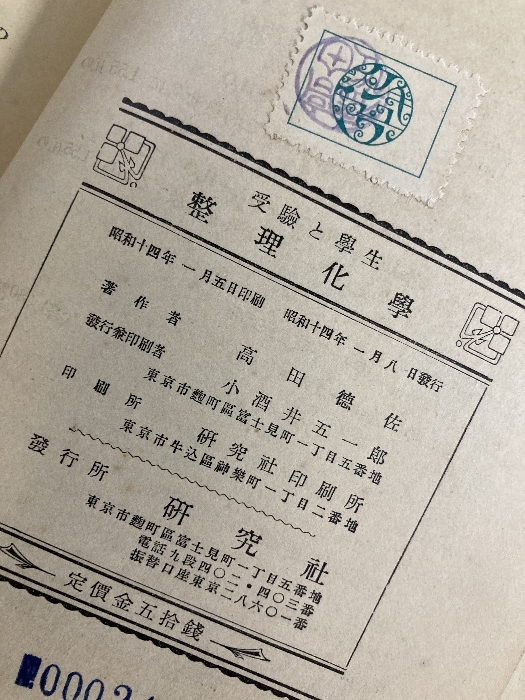 受驗と學生
整理化學
昭和十四年一月五日印刷 昭和十四年一月八日發行
著作者 高田德佐
發行兼印刷者 小酒井五一郎
東京市麴町區富士見町一丁目五番地
印刷所 硏究社印刷所
東京市牛込區神樂町一丁目二番地
發行所 硏究社
東京市麴町區富士見町一丁目五番地
電話九段四〇二・四〇三番
振替口座東京二八六〇一番
定價金五拾錢